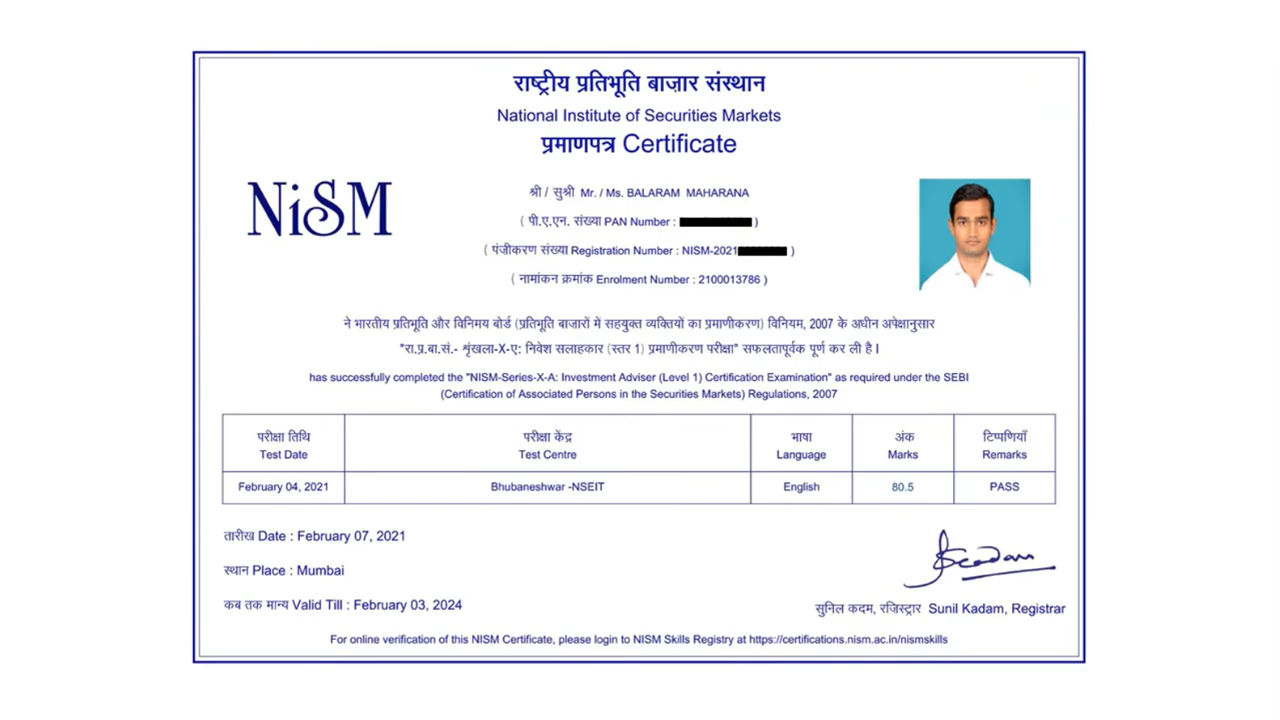 राष्ट्रीय प्रतिभूति बाज़ार संस्थान
National Institute of Securities Markets
प्रमाणपत्र Certificate
NiSM
श्री / सुश्री Mr. / Ms. BALARAM MAHARANA
( पी.ए.एन. संख्या PAN Number : )
( पंजीकरण संख्या Registration Number : NISM-2021 )
( नामांकन क्रमांक Enrolment Number : 2100013786 )
ने भारतीय प्रतिभूति और विनिमय बोर्ड (प्रतिभूति बाजारों में सहयुक्त व्यक्तियों का प्रमाणीकरण) विनियम, 2007 के अधीन अपेक्षानुसार
"रा.प्र.बा.सं.- शृंखला-X-ए: निवेश सलाहकार (स्तर 1) प्रमाणीकरण परीक्षा" सफलतापूर्वक पूर्ण कर ली है I
has successfully completed the "NISM-Series-X-A: Investment Adviser (Level 1) Certification Examination" as required under the SEBI
(Certification of Associated Persons in the Securities Markets) Regulations, 2007
परीक्षा तिथि परीक्षा केंद्र भाषा अंक टिप्पणियाँ
Test Date Test Centre Language Marks Remarks
February 04, 2021 Bhubaneshwar -NSEIT English 80.5 PASS
तारीख Date : February 07, 2021
स्थान Place : Mumbai
कब तक मान्य Valid Till : February 03, 2024
सुनिल कदम, रजिस्ट्रार Sunil Kadam, Registrar
For online verification of this NISM Certificate, please login to NISM Skills Registry at https://certifications.nism.ac.in/nismskills